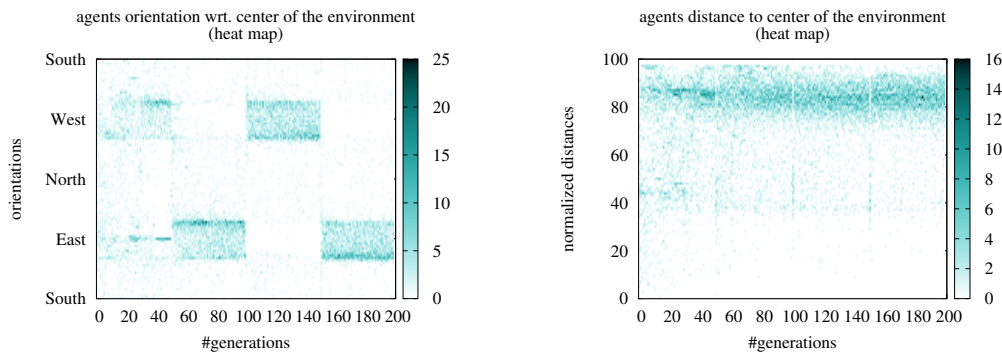 agents orientation wrt. center of the environment
(heat map)
South
West
North
East
South
orientations
0 20 40 60 80 100 120 140 160 180 200
#generations
25
20
15
10
5
0
agents distance to center of the environment
(heat map)
100
80
60
40
20
0
normalized distances
0 20 40 60 80 100 120 140 160 180 200
#generations
16
14
12
10
8
6
4
2
0